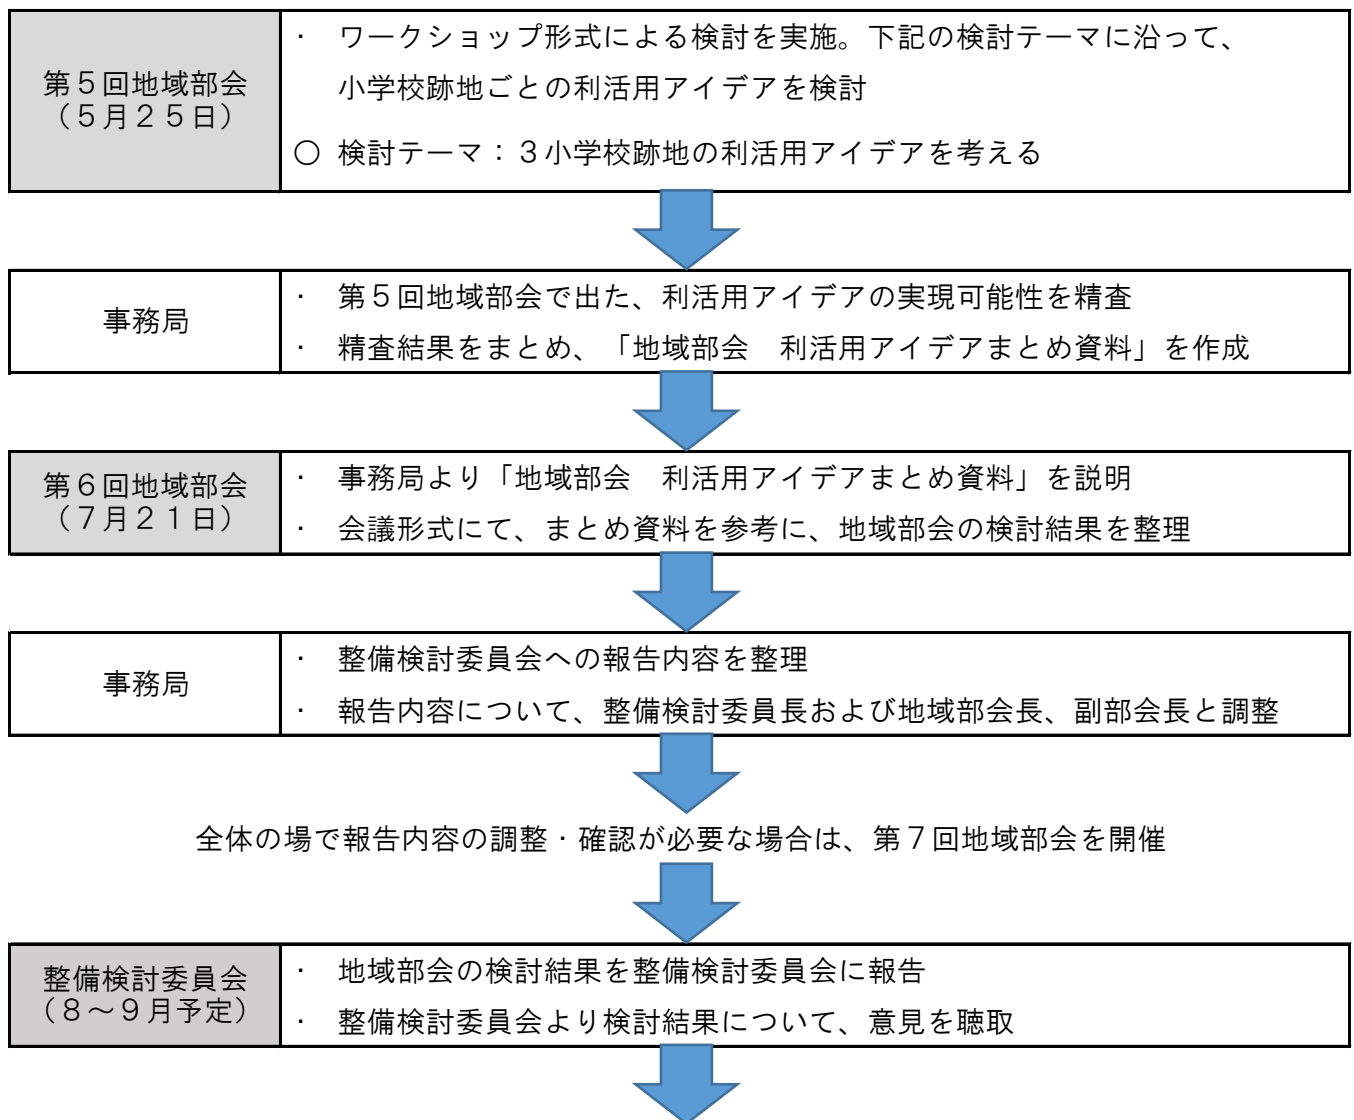 第５回地域部会
（５月２５日）
・ ワークショップ形式による検討を実施。下記の検討テーマに沿って、
小学校跡地ごとの利活用アイデアを検討
〇 検討テーマ：３小学校跡地の利活用アイデアを考える
事務局
・ 第５回地域部会で出た、利活用アイデアの実現可能性を精査
・ 精査結果をまとめ、「地域部会　利活用アイデアまとめ資料」を作成
第６回地域部会
（７月２１日）
・ 事務局より「地域部会　利活用アイデアまとめ資料」を説明
・ 会議形式にて、まとめ資料を参考に、地域部会の検討結果を整理
事務局
・ 整備検討委員会への報告内容を整理
・ 報告内容について、整備検討委員長および地域部会長、副部会長と調整
全体の場で報告内容の調整・確認が必要な場合は、第７回地域部会を開催
整備検討委員会
（８～９月予定）
・ 地域部会の検討結果を整備検討委員会に報告
・ 整備検討委員会より検討結果について、意見を聴取